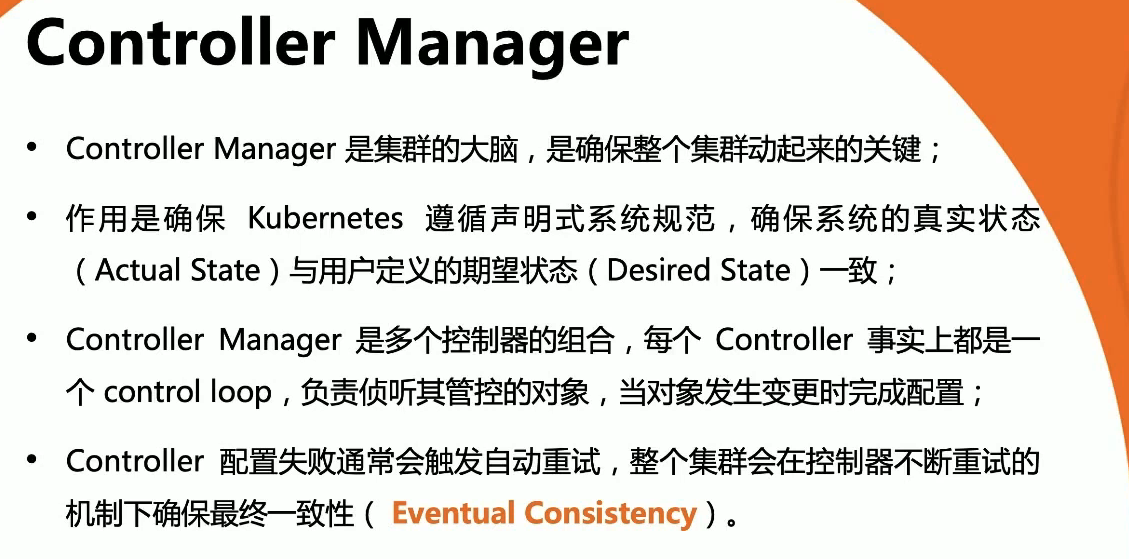 Controller Manager
• Controller Manager 是集群的大脑，是确保整个集群动起来的关键；
• 作用是确保 Kubernetes 遵循声明式系统规范，确保系统的真实状态
（Actual State）与用户定义的期望状态（Desired State）一致；
• Controller Manager 是多个控制器的组合，每个 Controller 事实上都是一
个 control loop，负责侦听其管控的对象，当对象发生变更时完成配置；
• Controller 配置失败通常会触发自动重试，整个集群会在控制器不断重试的
机制下确保最终一致性（ Eventual Consistency）。